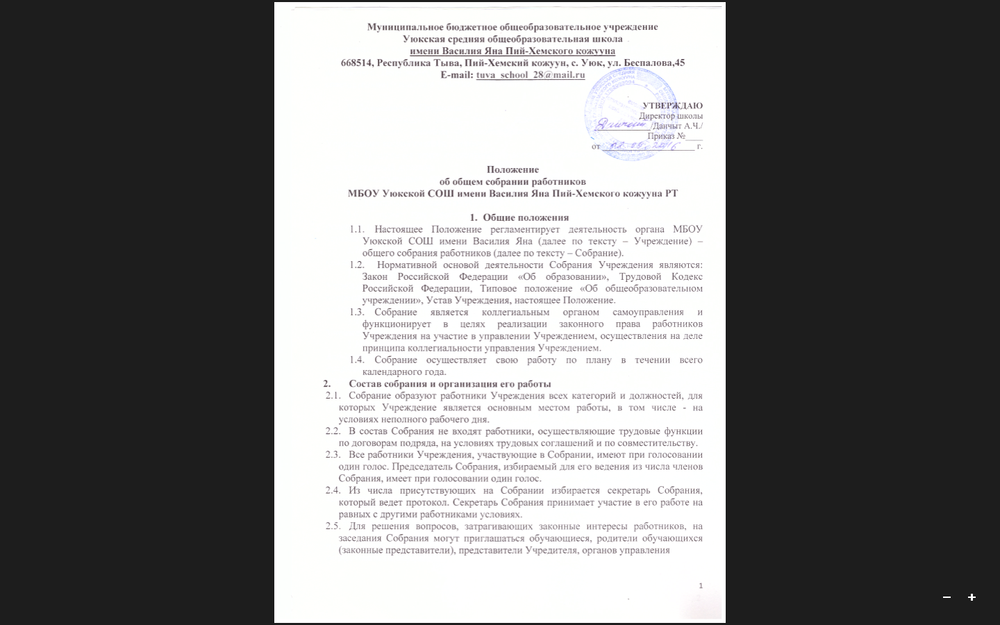 Муниципальное бюджетное общеобразовательное учреждение
Уюкская средняя общеобразовательная школа
имени Василия Яна Пий-Хемского кожууна
668514, Республика Тыва, Пий-Хемский кожуун, с. Уюк, ул. Беспалова,45
E-mail: tuva_school_28@mail.ru
УТВЕРЖДАЮ
Директор школы
/Данчыт А.Ч./
Приказ №____
от г.
Положение
об общем собрании работников
МБОУ Уюкской СОШ имени Василия Яна Пий-Хемского кожууна РТ
1. Общие положения
1.1. Настоящее Положение регламентирует деятельность органа МБОУ
Уюкской СОШ имени Василия Яна (далее по тексту – Учреждение) –
общего собрания работников (далее по тексту – Собрание).
1.2. Нормативной основой деятельности Собрания Учреждения являются:
Закон Российской Федерации «Об образовании», Трудовой Кодекс
Российской Федерации, Типовое положение «Об общеобразовательном
учреждении», Устав Учреждения, настоящее Положение.
1.3. Собрание является коллегиальным органом самоуправления и
функционирует в целях реализации законного права работников
Учреждения на участие в управлении Учреждением, осуществления на деле
принципа коллегиальности управления Учреждением.
1.4. Собрание осуществляет свою работу по плану в течении всего
календарного года.
2. Состав собрания и организация его работы
2.1. Собрание образуют работники Учреждения всех категорий и должностей, для
которых Учреждение является основным местом работы, в том числе - на
условиях неполного рабочего дня.
2.2. В состав Собрания не входят работники, осуществляющие трудовые функции
по договорам подряда, на условиях трудовых соглашений и по совместительству.
2.3. Все работники Учреждения, участвующие в Собрании, имеют при голосовании
один голос. Председатель Собрания, избираемый для его ведения из числа членов
Собрания, имеет при голосовании один голос.
2.4. Из числа присутствующих на Собрании избирается секретарь Собрания,
который ведет протокол. Секретарь Собрания принимает участие в его работе на
равных с другими работниками условиях.
2.5. Для решения вопросов, затрагивающих законные интересы работников, на
заседания Собрания могут приглашаться обучающиеся, родители обучающихся
(законные представители), представители Учредителя, органов управления
1